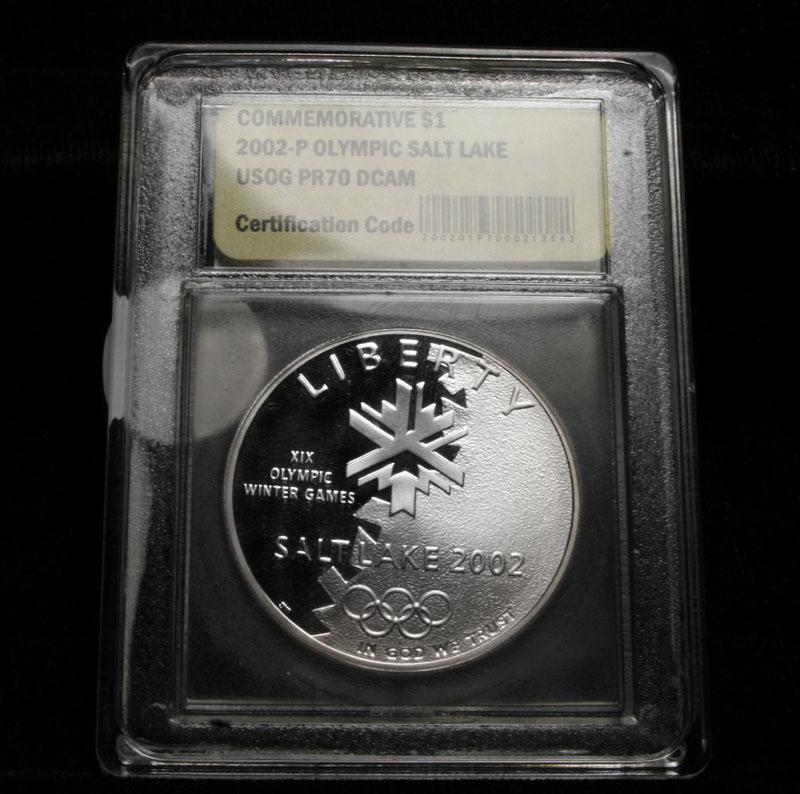 COMMEMORATIVE $1
2002-P OLYMPIC SALT LAKE
USCG PR70 DCAM
Certification Code
200201P7000213543
LIBERTY
XIX
OLYMPIC
WINTER GAMES
SALT LAKE 2002
IN GOD WE TRUST